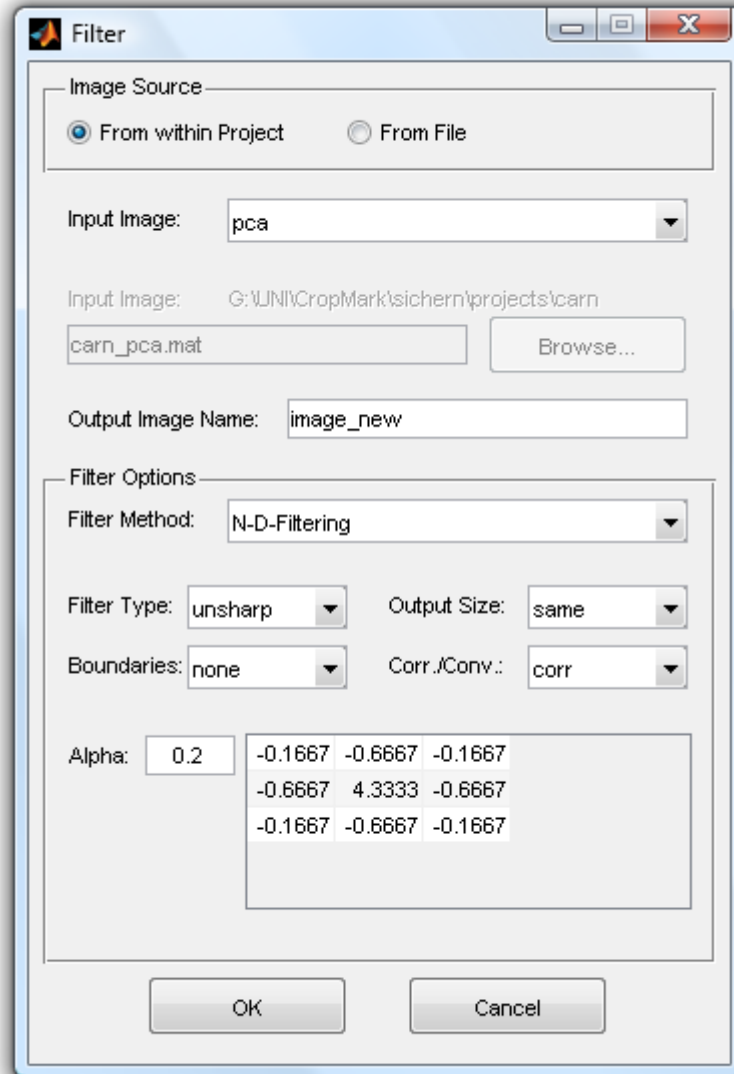 Filter
Image Source
From within Project From File
Input Image: pca
Input Image: G:\UNI\CropMark\sichern\projects\carn
carn_pca.mat Browse...
Output Image Name: image_new
Filter Options
Filter Method: N-D-Filtering
Filter Type: unsharp Output Size: same
Boundaries: none Corr./Conv.: corr
Alpha: 0.2 -0.1667 -0.6667 -0.1667
-0.6667 4.3333 -0.6667
-0.1667 -0.6667 -0.1667
OK Cancel